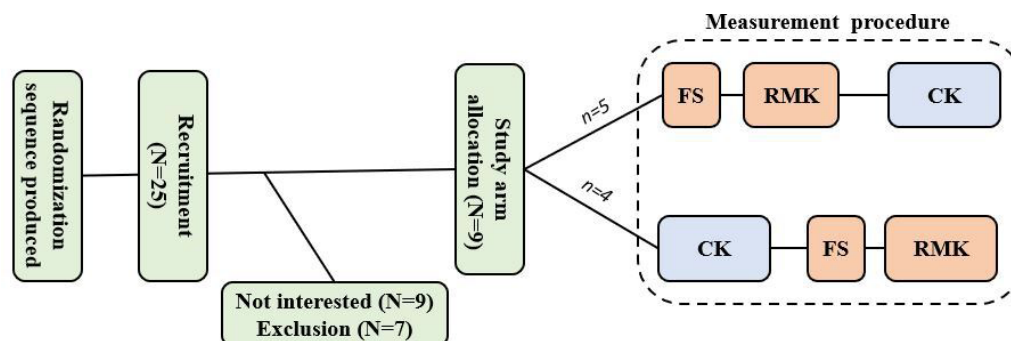 Measurement procedure
Randomization
sequence produced
Recruitment
(N=25)
Not interested (N=9)
Exclusion (N=7)
Study arm
allocation (N=9)
n=5
FS
RMK
CK
n=4
CK
FS
RMK